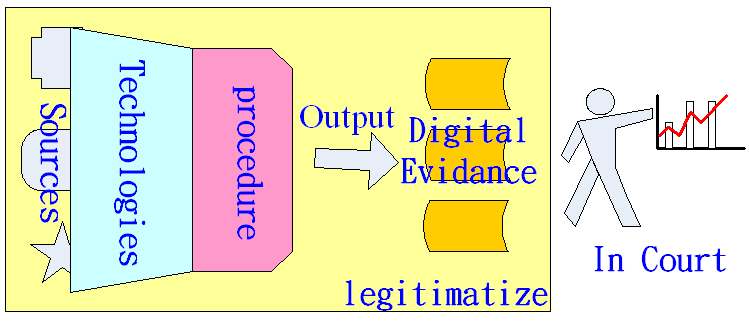 Sources
Technologies
procedure
Output
Digital
Evidance
legitimatize
In Court